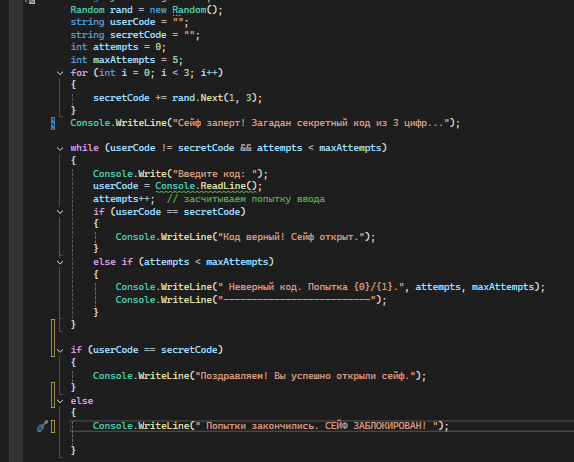 Random rand = new Random();
string userCode = "";
string secretCode = "";
int attempts = 0;
int maxAttempts = 5;
for (int i = 0; i < 3; i++)
{
secretCode += rand.Next(1, 3);
}
Console.WriteLine("Сейф заперт! Загадан секретный код из 3 цифр...");
while (userCode != secretCode && attempts < maxAttempts)
{
Console.Write("Введите код: ");
userCode = Console.ReadLine();
attempts++; // засчитываем попытку ввода
if (userCode == secretCode)
{
Console.WriteLine("Код верный! Сейф открыт.");
}
else if (attempts < maxAttempts)
{
Console.WriteLine(" Неверный код. Попытка {0}/{1}.", attempts, maxAttempts);
Console.WriteLine("--------------------------");
}
}
if (userCode == secretCode)
{
Console.WriteLine("Поздравляем! Вы успешно открыли сейф.");
}
else
{
Console.WriteLine(" Попытки закончились. СЕЙФ ЗАБЛОКИРОВАН! ");
}